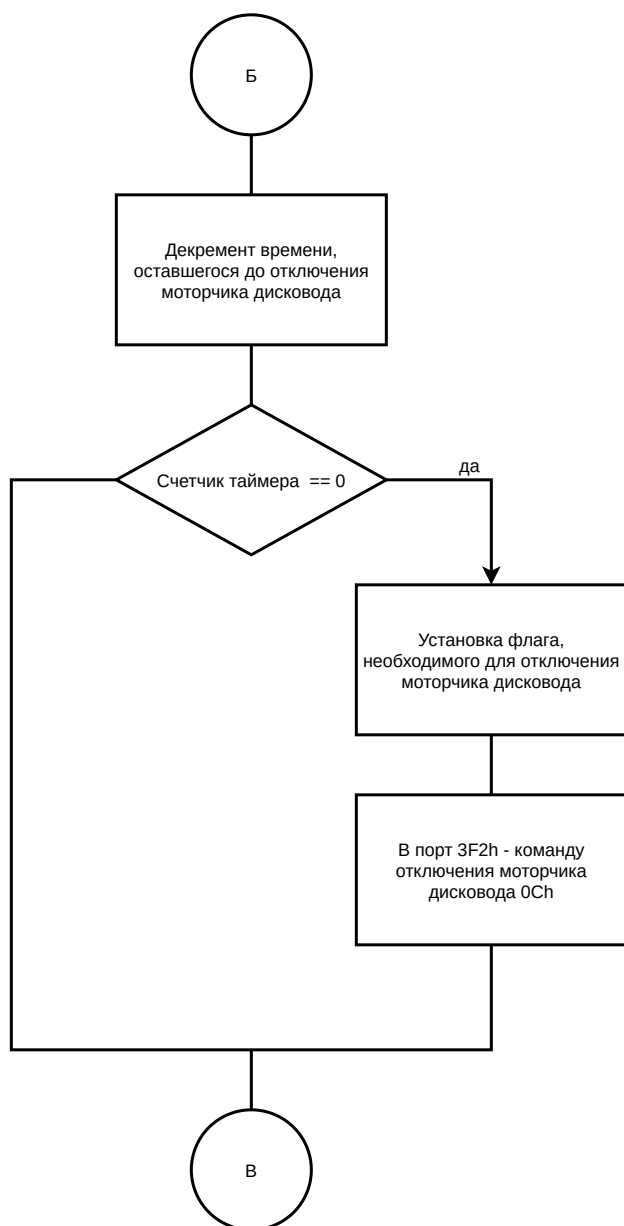 Б
Декремент времени,
оставшегося до отключения
моторчика дисковода
да
Счетчик таймера == 0
Установка флага,
необходимого для отключения
моторчика дисковода
В порт 3F2h - команду
отключения моторчика
дисковода 0Ch
В